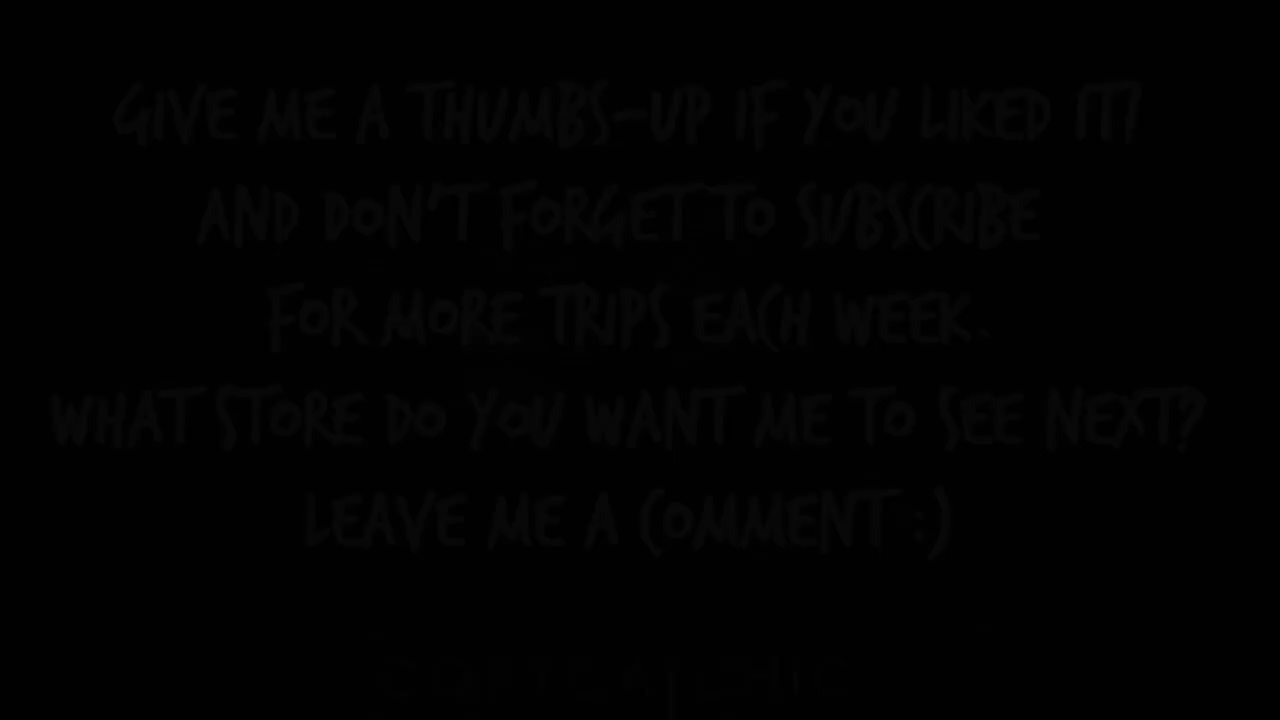 GIVE ME A THUMBS-UP IF YOU LIKED IT!
AND DON'T FORGET TO SUBSCRIBE
FOR MORE TRIPS EACH WEEK.
WHAT STORE DO YOU WANT ME TO SEE NEXT?
LEAVE ME A COMMENT :)